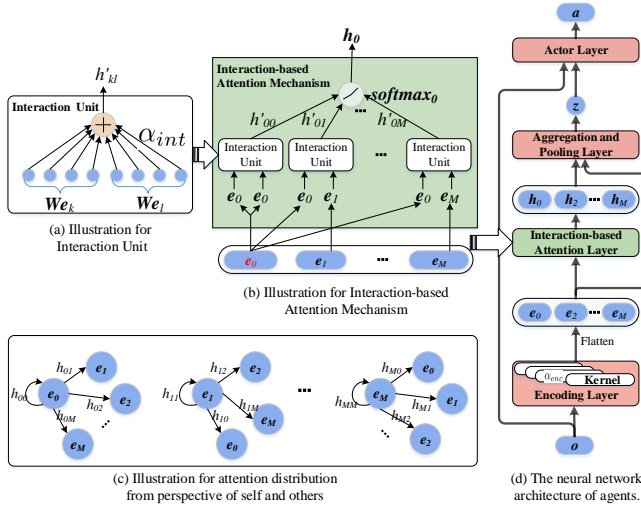 h'kl
Interaction Unit
+
αint
Wek
Wel
(a) Illustration for
Interaction Unit
h0
Interaction-based
Attention Mechanism
softmax0
...
h'00
h'01
h'0M
Interaction
Unit
Interaction
Unit
...
Interaction
Unit
e0 e0 e0 e1 e0 eM
e0 e1 ... eM
(b) Illustration for Interaction-based
Attention Mechanism
h00 h01 h02 h0M
e0 e1 e2 ... eM
h11 h12 h1M h10
e1 e2 eM e0
...
hMM hM0 hM1 hM2
eM e0 e1 ... e2
(c) Illustration for attention distribution
from perspective of self and others
a
Actor Layer
z
Aggregation and
Pooling Layer
h0 h2 ... hM
Interaction-based
Attention Layer
e0 e2 ... eM
Flatten
αenc
Kernel
Encoding Layer
o
(d) The neural network
architecture of agents.